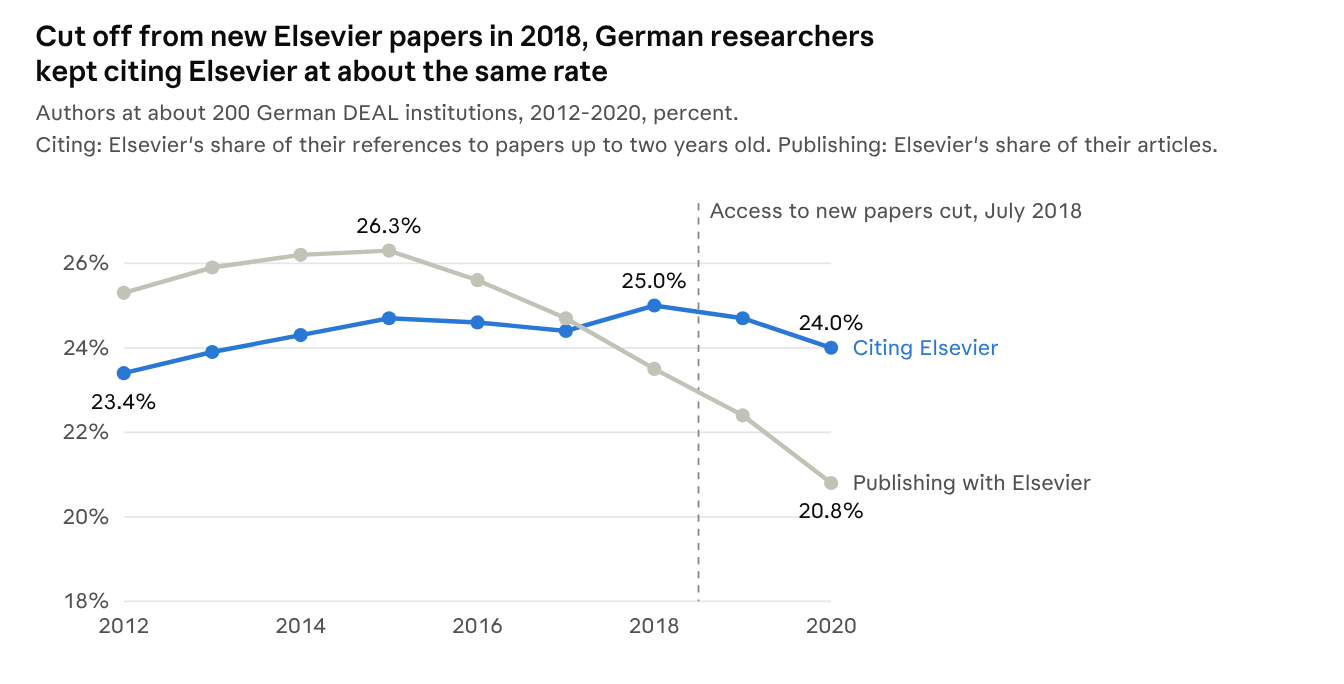 Cut off from new Elsevier papers in 2018, German researchers
kept citing Elsevier at about the same rate
Authors at about 200 German DEAL institutions, 2012-2020, percent.
Citing: Elsevier's share of their references to papers up to two years old. Publishing: Elsevier's share of their articles.
Access to new papers cut, July 2018
26.3%
26%
25.0%
24.0%
24%
Citing Elsevier
23.4%
22%
Publishing with Elsevier
20.8%
20%
18%
2012 2014 2016 2018 2020